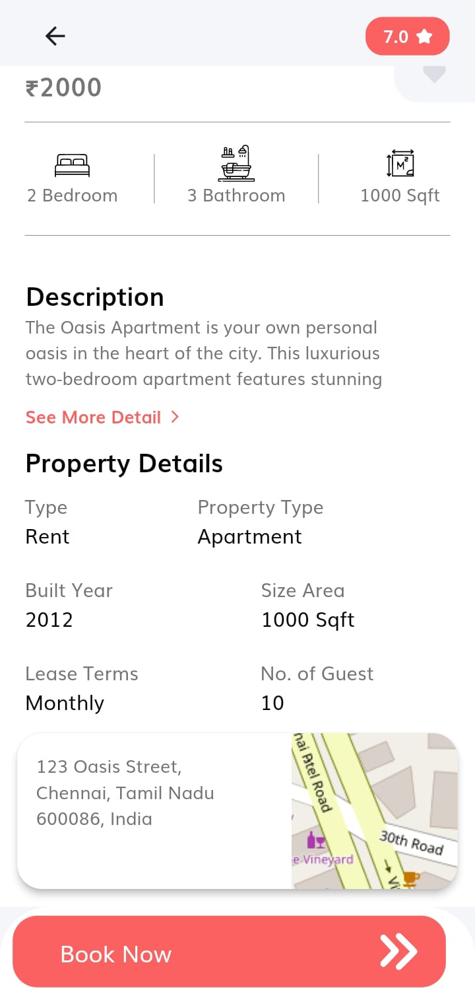 7.0
₹2000
2 Bedroom
3 Bathroom
M²
1000 Sqft
Description
The Oasis Apartment is your own personal
oasis in the heart of the city. This luxurious
two-bedroom apartment features stunning
See More Detail
Property Details
Type
Property Type
Rent
Apartment
Built Year
Size Area
2012
1000 Sqft
Lease Terms
No. of Guest
Monthly
10
123 Oasis Street,
Chennai, Tamil Nadu
600086, India
Road
30th Road
Vineyard
Book Now